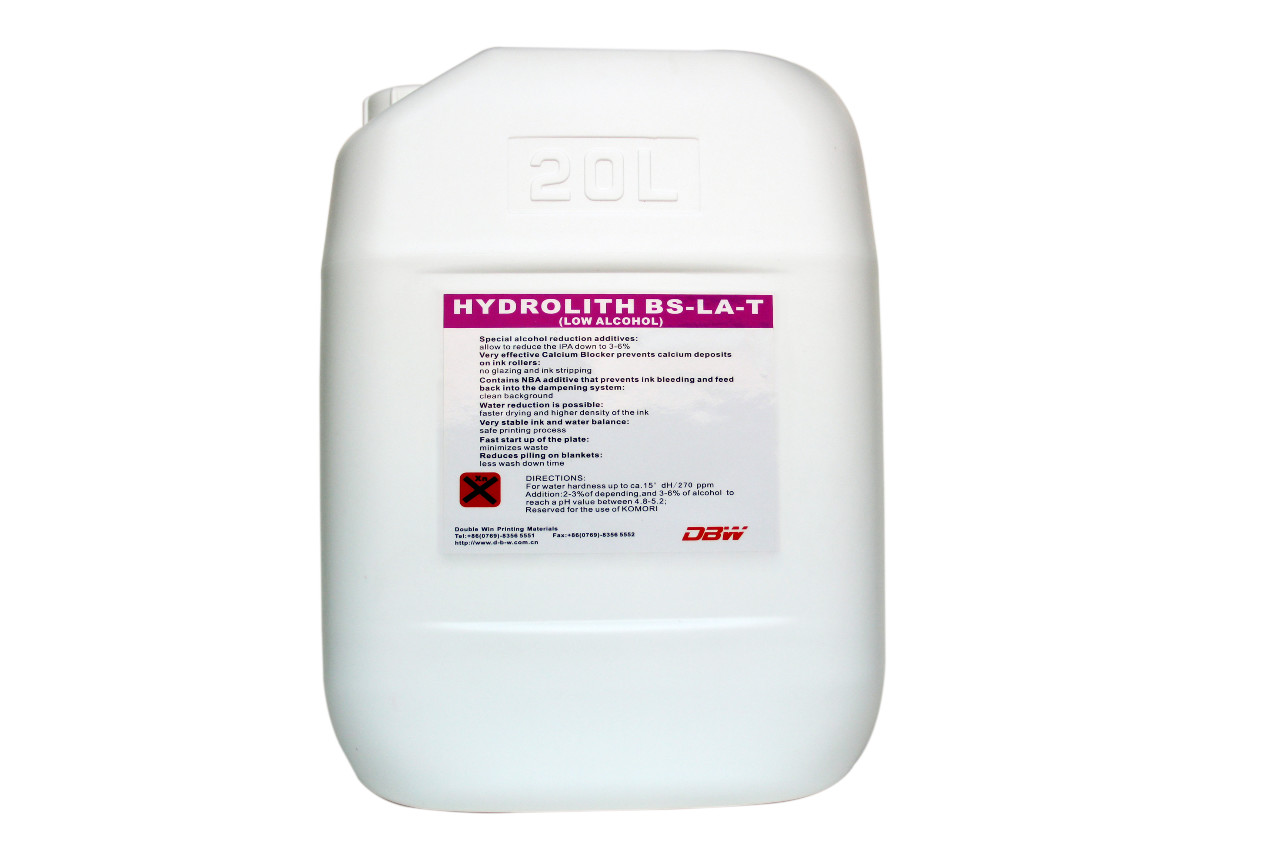 20L
HYDROLITH BS-LA-T
(LOW ALCOHOL)
Special alcohol reduction additives:
allow to reduce the IPA down to 3-6%
Very effective Calcium Blocker prevents calcium deposits
on ink rollers:
no glazing and ink stripping
Contains NBA additive that prevents ink bleeding and feed
back into the dampening system:
clean background
Water reduction is possible:
faster drying and higher density of the ink
Very stable ink and water balance:
safe printing process
Fast start up of the plate:
minimizes waste
Reduces piling on blankets:
less wash down time
Xn
DIRECTIONS:
For water hardness up to ca.15° dH/270 ppm
Addition:2-3%of depending,and 3-6% of alcohol to
reach a pH value between 4.8-5.2;
Reserved for the use of KOMORI
Double Win Printing Materials
Tel:+86(0769)-8356 5551 Fax:+86(0769)-8356 5552
http://www.d-b-w.com.cn
DBW